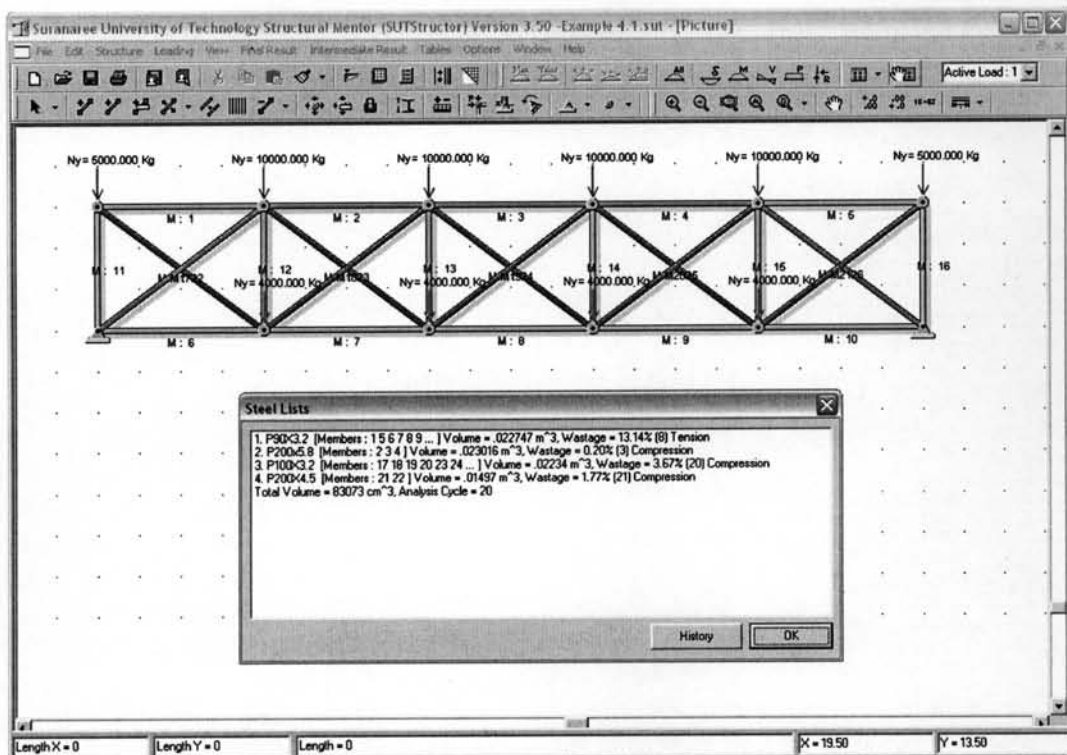 Suranaree University of Technology Structural Mentor (SUTStructor) Version 3.50 -Example 4.1.sut - [Picture]
File Edit Structure Loading View Final Result Intermediate Result Tables Options Window Help
Active Load : 1
Ny= 5000.000 Kg Ny= 10000.000 Kg Ny= 10000.000 Kg Ny= 10000.000 Kg Ny= 10000.000 Kg Ny= 5000.000 Kg
M : 1 M : 2 M : 3 M : 4 M : 5
M : 11 M : 12 M : 13 M : 14 M : 15 M : 16
Ny= 4000.000 Kg Ny= 4000.000 Kg Ny= 4000.000 Kg Ny= 4000.000 Kg
M : 6 M : 7 M : 8 M : 9 M : 10
Steel Lists
1. P90X3.2 [Members : 1 5 6 7 8 9 ... ] Volume = .022747 m^3, Wastage = 13.14% (8) Tension
2. P200x5.8 [Members : 2 3 4 ] Volume = .023016 m^3, Wastage = 0.20% (3) Compression
3. P100X3.2 [Members : 17 18 19 20 23 24 ... ] Volume = .02234 m^3, Wastage = 3.67% (20) Compression
4. P200X4.5 [Members : 21 22 ] Volume = .01497 m^3, Wastage = 1.77% (21) Compression
Total Volume = 83073 cm^3, Analysis Cycle = 20
History OK
Length X = 0 Length Y = 0 Length = 0 X = 19.50 Y = 13.50